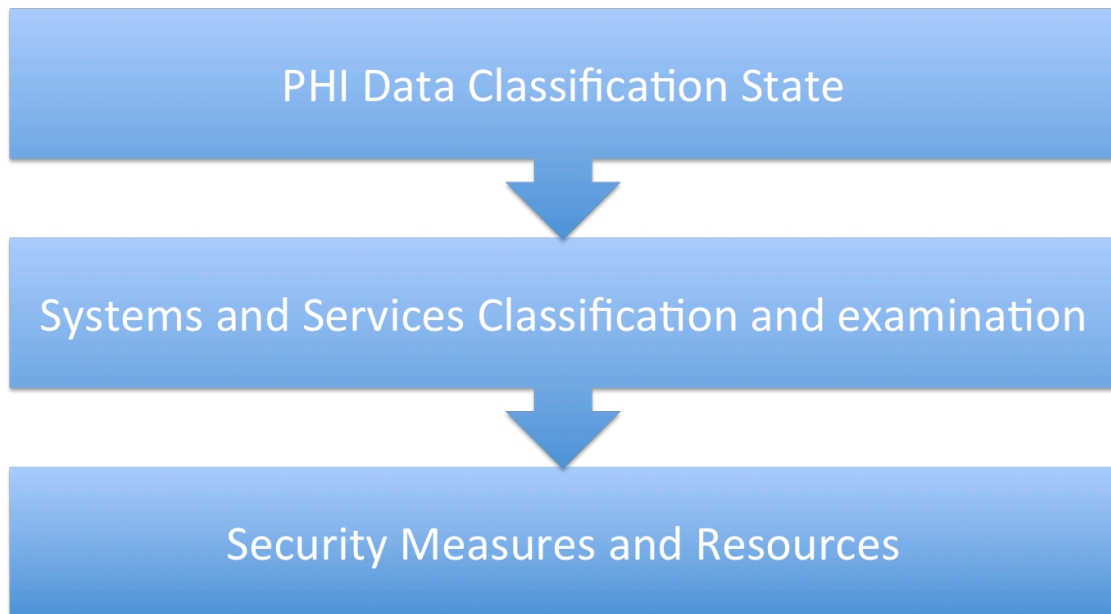 PHI Data Classification State
Systems and Services Classification and examination
Security Measures and Resources